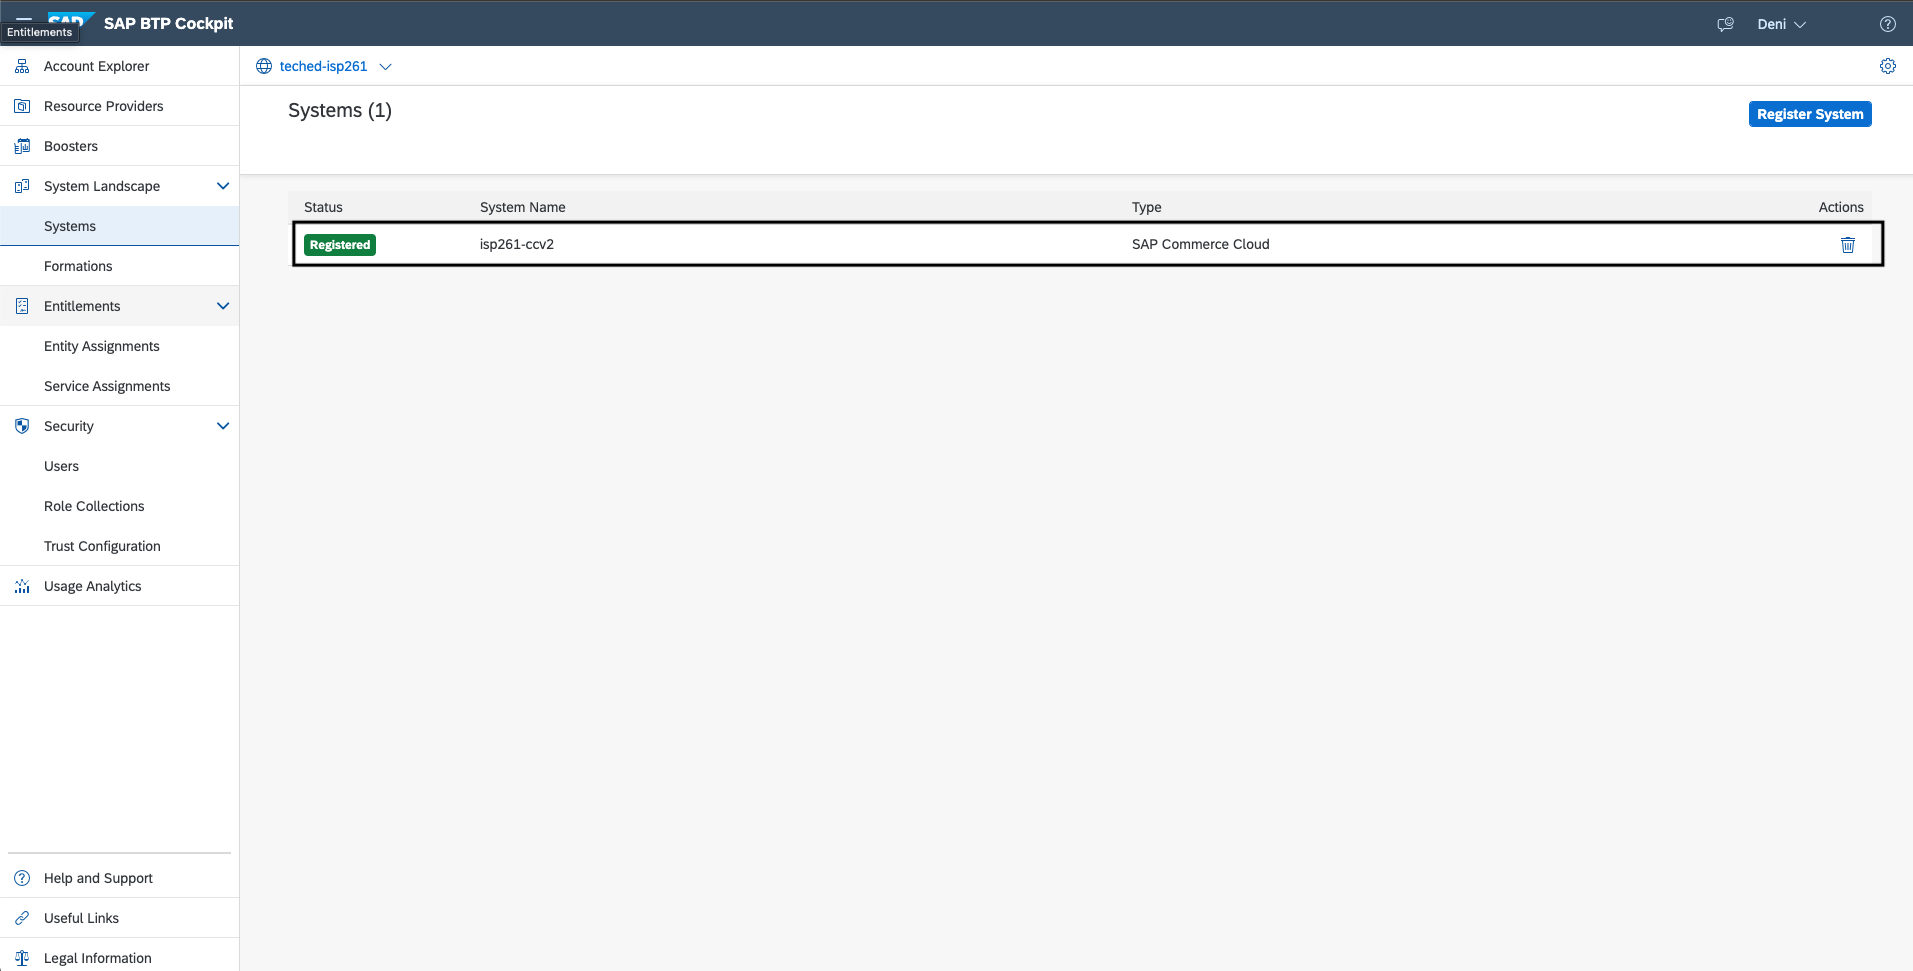 SAP SAP BTP Cockpit
Deni
Entitlements
Account Explorer
Resource Providers
Boosters
System Landscape
Systems
Formations
Entitlements
Entity Assignments
Service Assignments
Security
Users
Role Collections
Trust Configuration
Usage Analytics
Help and Support
Useful Links
Legal Information
teched-isp261
Systems (1)
Register System
Status System Name Type Actions
Registered isp261-ccv2 SAP Commerce Cloud